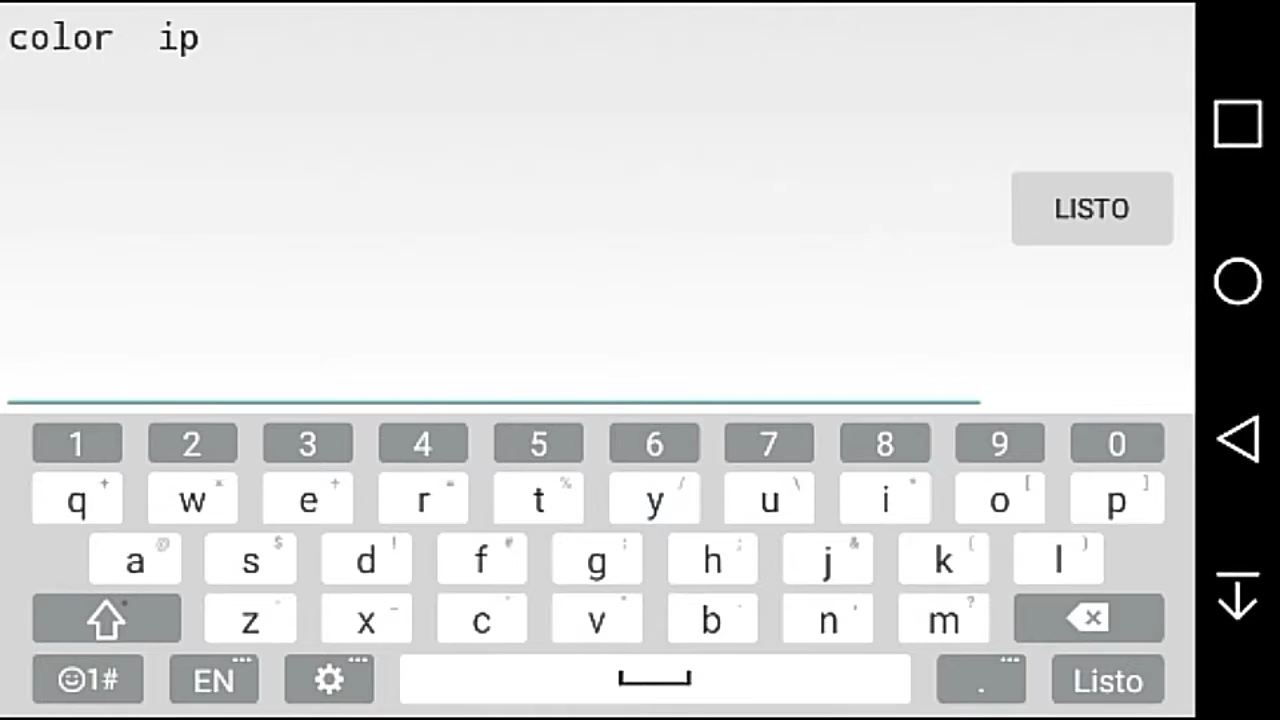 color  ip
LISTO
1 2 3 4 5 6 7 8 9 0
q w e r t y u i o p
a s d f g h j k l
z x c v b n m
1# EN . Listo